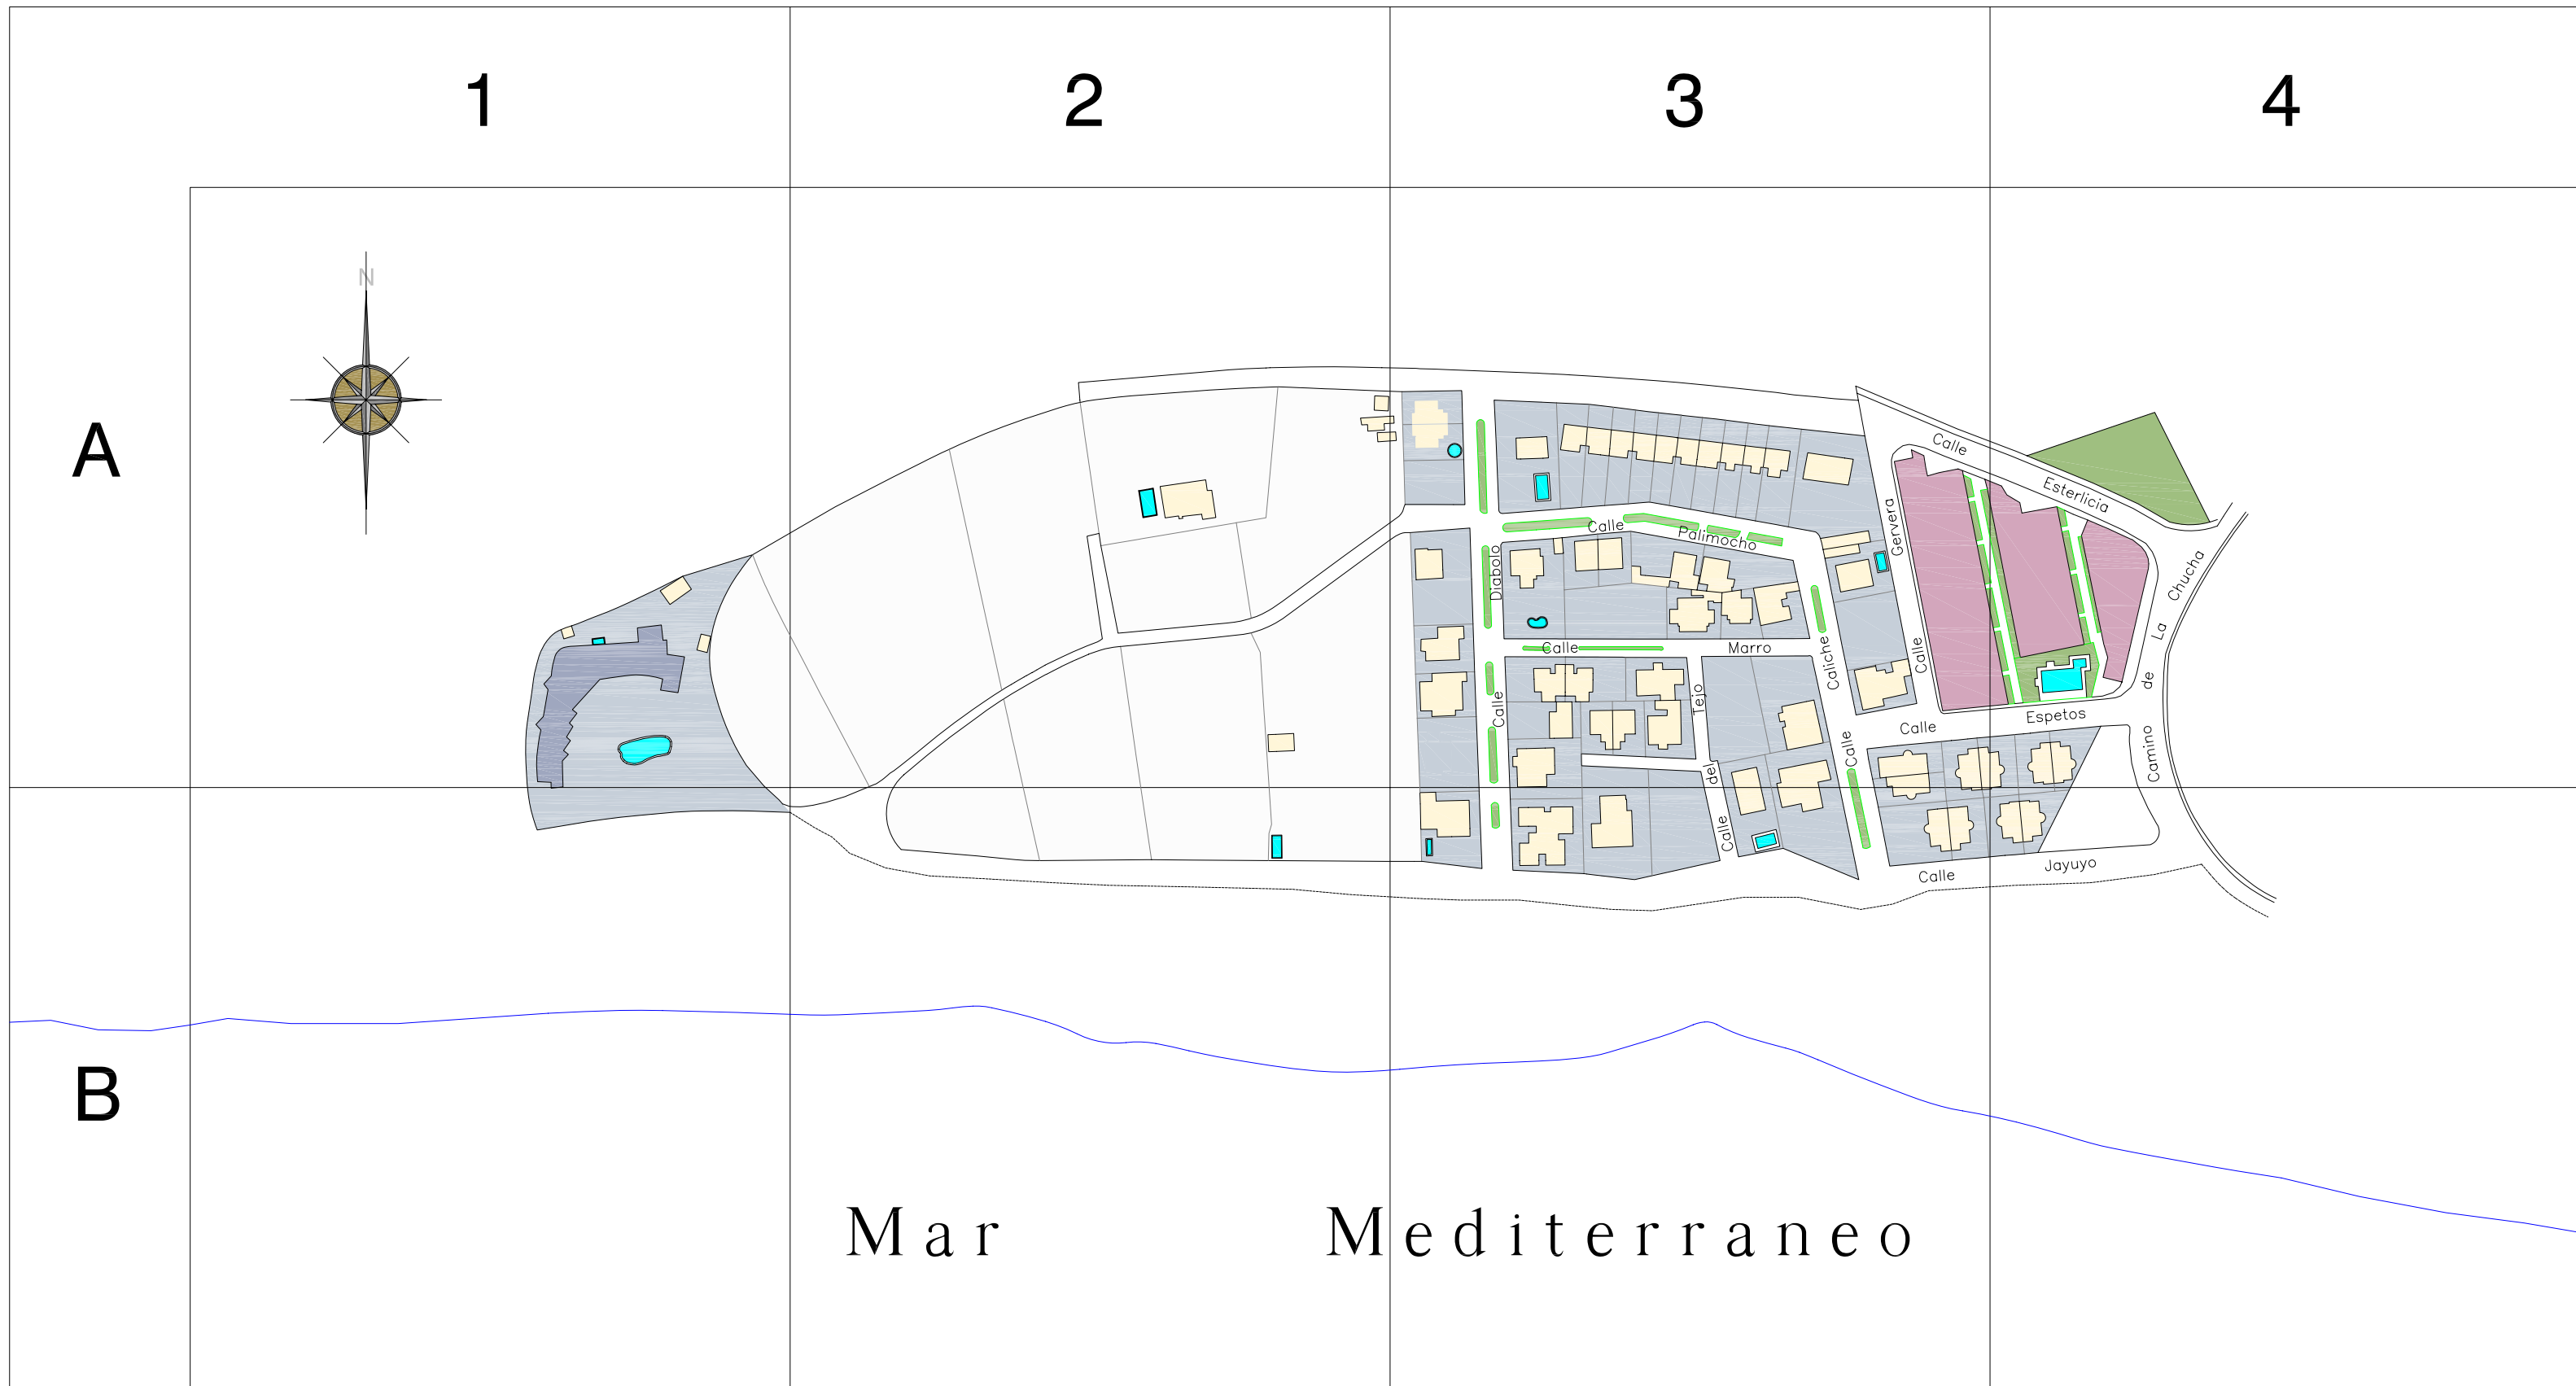 1 2 3 4
N
A
Calle Esterlicia
Calle Palimocho
Calle Gervera
Calle Diabolo
Calle Marro
Calle Caliche
Calle del Tejo
Calle Espetos
Camino de La Chucha
Calle Jayuyo
B
Mar Mediterraneo